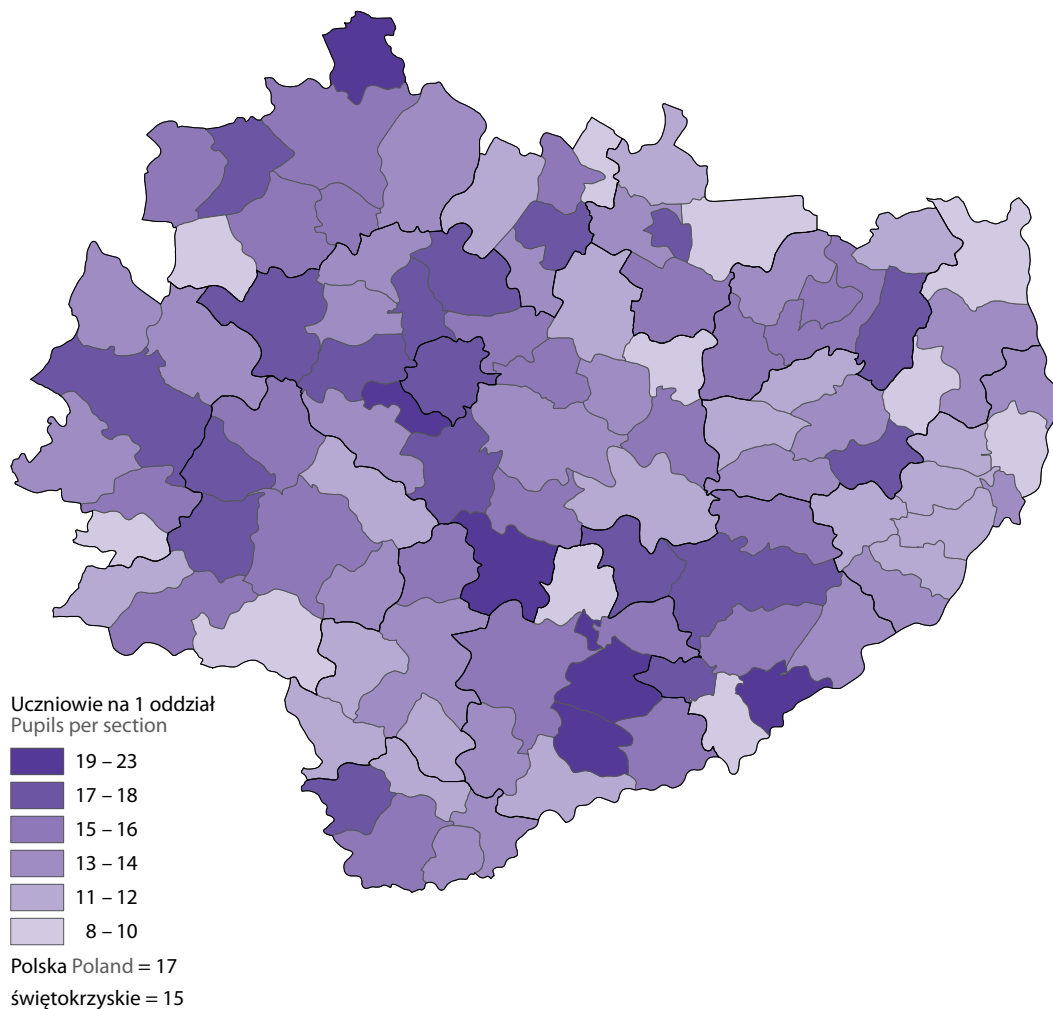 Uczniowie na 1 oddział
Pupils per section
19 – 23
17 – 18
15 – 16
13 – 14
11 – 12
8 – 10
Polska Poland = 17
świętokrzyskie = 15